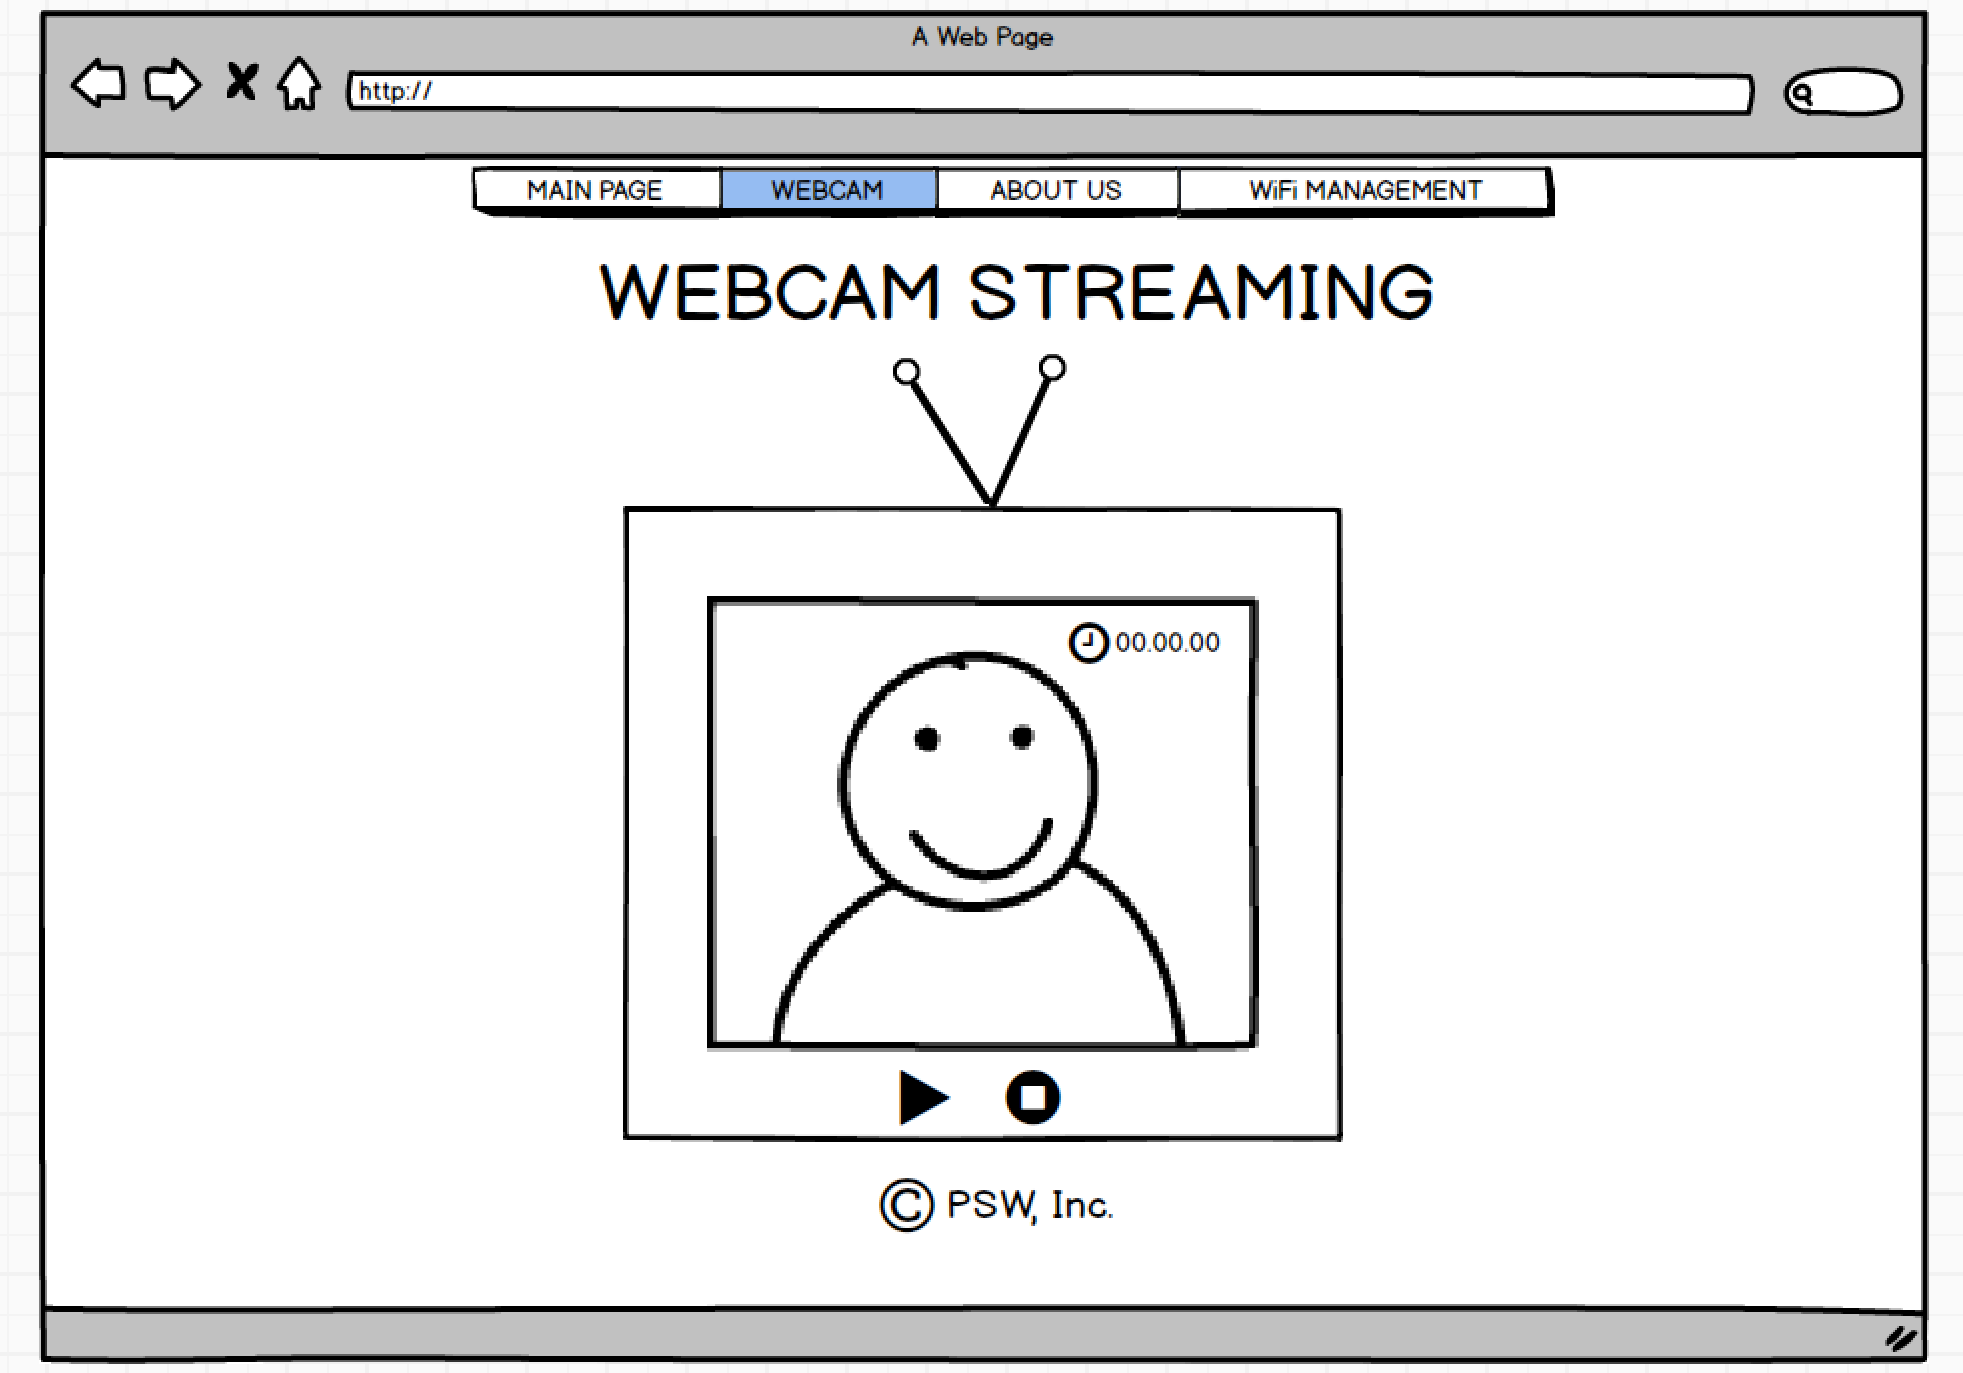 A Web Page
http://
MAIN PAGE WEBCAM ABOUT US WiFi MANAGEMENT
WEBCAM STREAMING
00.00.00
© PSW, Inc.